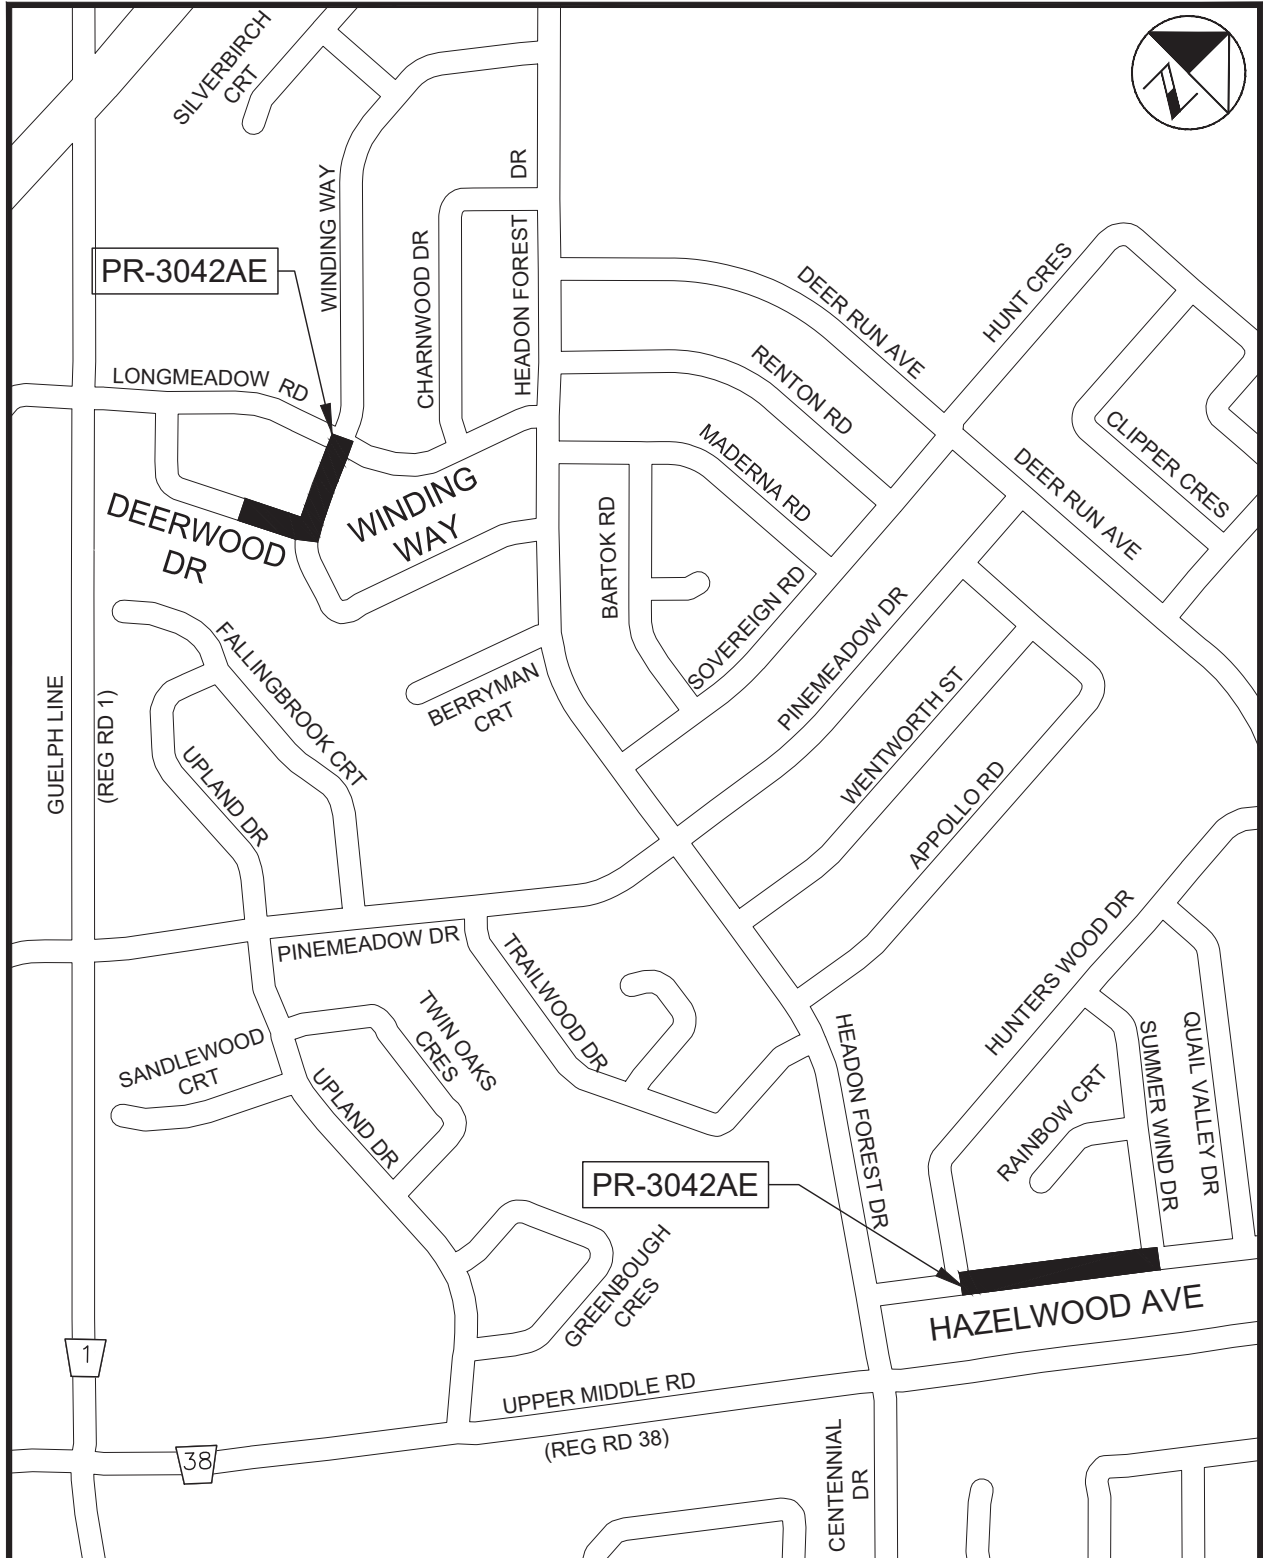 SILVERBIRCH
CRT
WINDING WAY
CHARNWOOD DR
HEADON FOREST DR
PR-3042AE
LONGMEADOW RD
DEER RUN AVE
HUNT CRES
RENTON RD
MADERNA RD
CLIPPER CRES
DEER RUN AVE
DEERWOOD
DR
WINDING
WAY
BARTOK RD
SOVEREIGN RD
PINEMEADOW DR
FALLINGBROOK CRT
BERRYMAN
CRT
GUELPH LINE
(REG RD 1)
UPLAND DR
WENTWORTH ST
APPOLLO RD
PINEMEADOW DR
TRAILWOOD DR
HUNTERS WOOD DR
TWIN OAKS
CRES
SANDLEWOOD
CRT
UPLAND DR
HEADON FOREST DR
RAINBOW CRT
SUMMER WIND DR
QUAIL VALLEY DR
PR-3042AE
GREENBOUGH
CRES
HAZELWOOD AVE
1
UPPER MIDDLE RD
(REG RD 38)
38
CENTENNIAL
DR
N